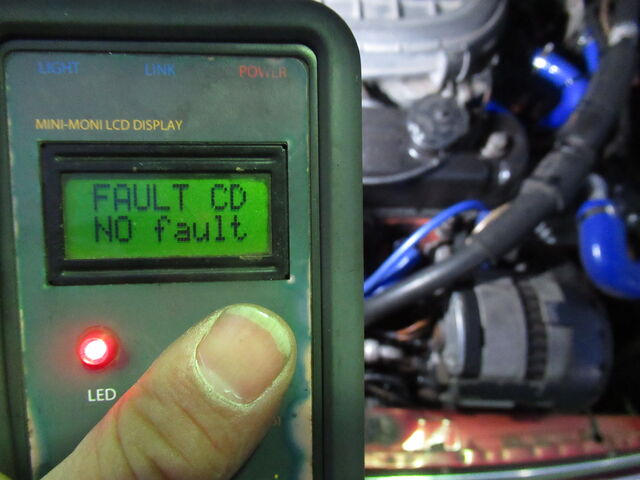 LIGHT LINK POWER
MINI-MONI LCD DISPLAY
FAULT CD
NO fault
LED